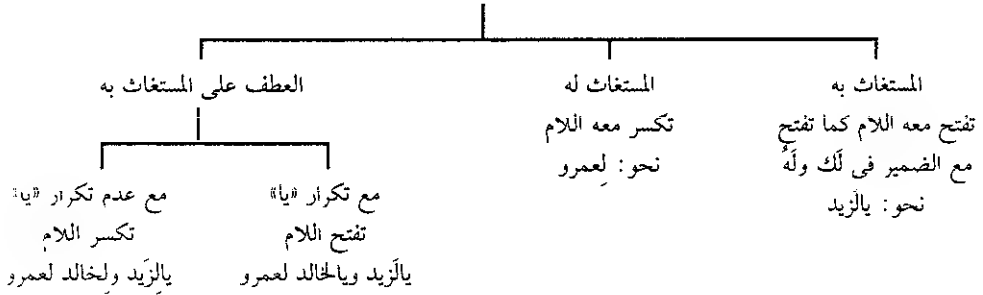 المستغاث به
تفتح معه اللام كما تفتح
مع الضمير فى لَك ولَهُ
نحو: يالَزيد
المستغاث له
تكسر معه اللام
نحو: لِعمرو
العطف على المستغاث به
مع تكرار «يا»
تفتح اللام
يالَزيد ويالَخالد لعمرو
مع عدم تكرار «يا»
تكسر اللام
يالِزَيد ولِخالد لعمرو